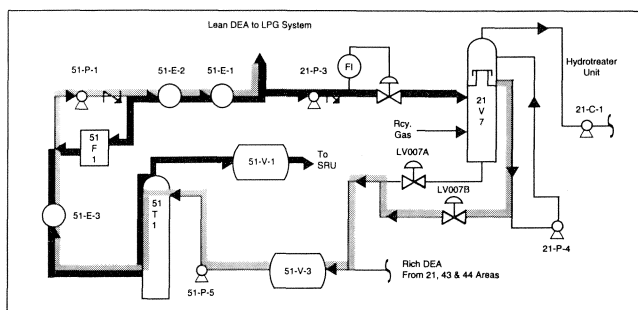 Lean DEA to LPG System
51-P-1
51-E-2
51-E-1
21-P-3
FI
Hydrotreater
Unit
21
V
7
21-C-1
Rcy.
Gas
51
F
1
To
SRU
51-V-1
LV007A
LV007B
51
T
1
51-E-3
21-P-4
51-P-5
51-V-3
Rich DEA
From 21, 43 & 44 Areas